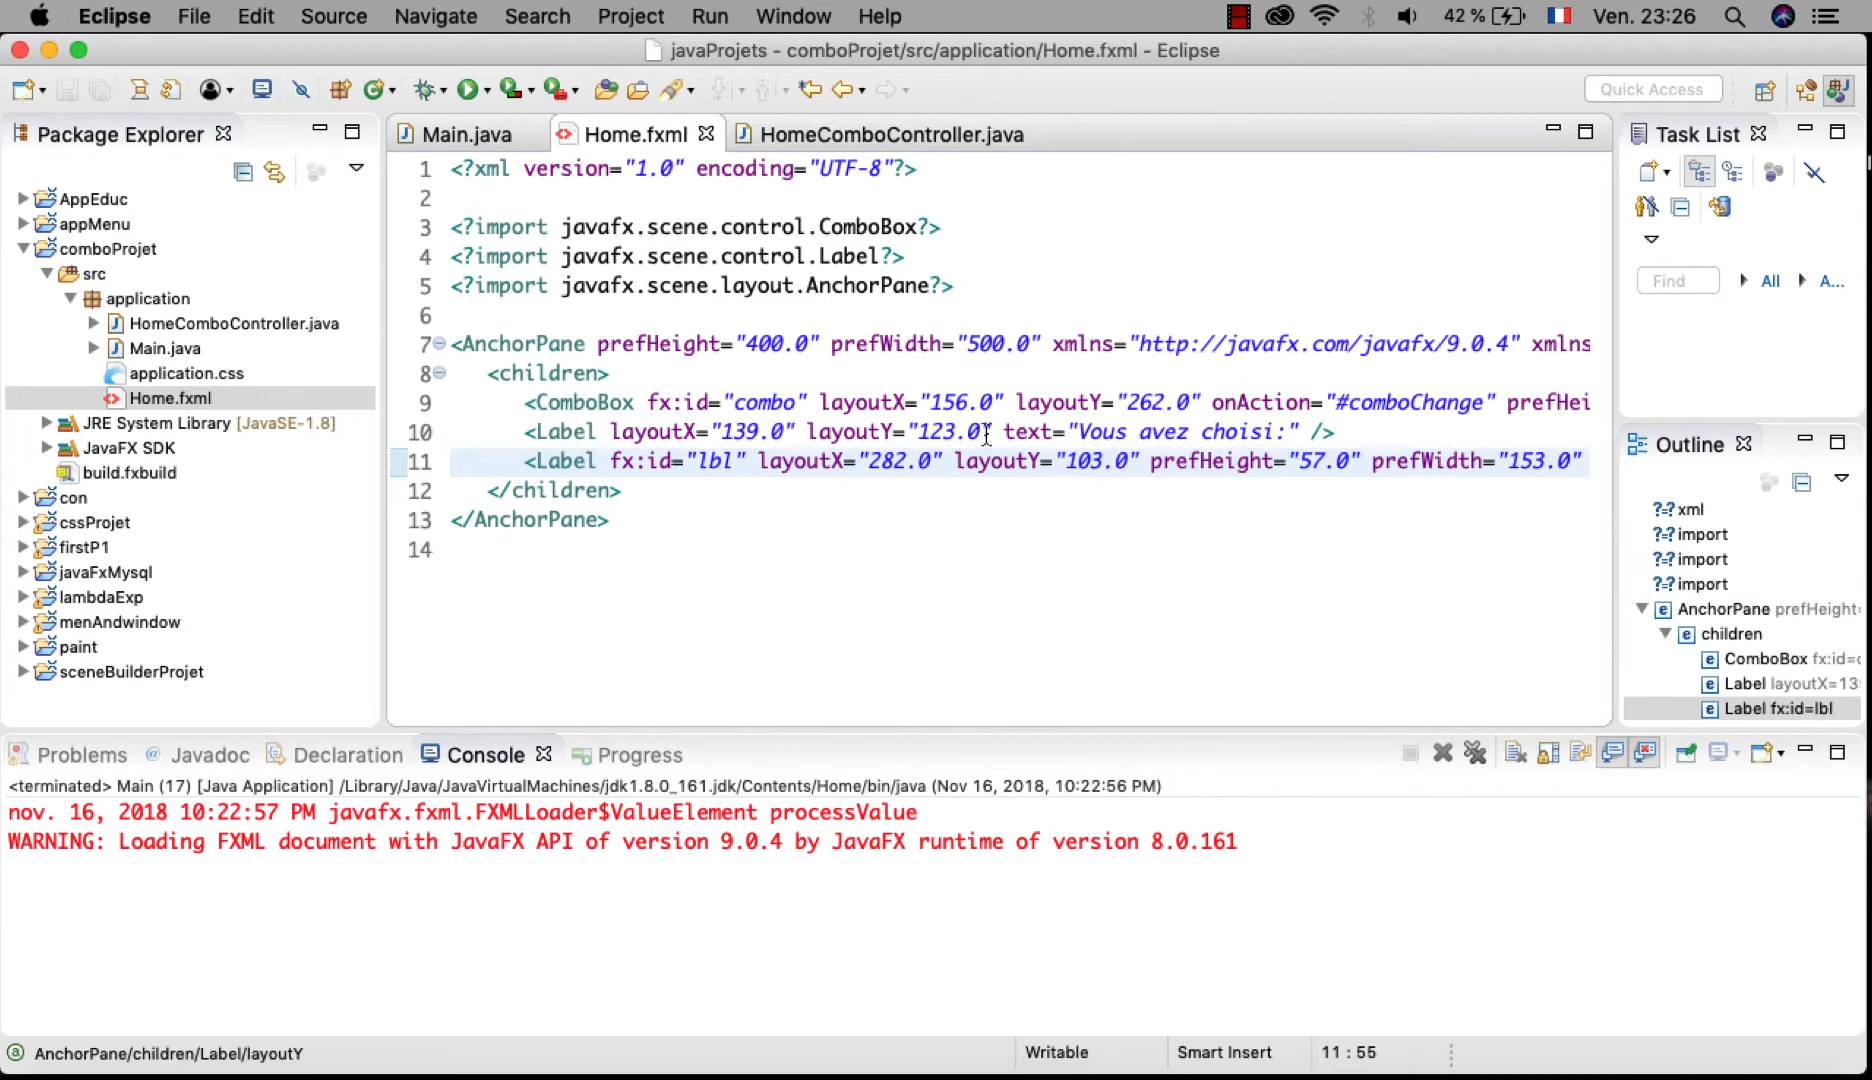 Eclipse File Edit Source Navigate Search Project Run Window Help 42 % Ven. 23:26
javaProjets - comboProjet/src/application/Home.fxml - Eclipse
Quick Access
Package Explorer
AppEduc
appMenu
comboProjet
src
application
HomeComboController.java
Main.java
application.css
Home.fxml
JRE System Library [JavaSE-1.8]
JavaFX SDK
build.fxbuild
con
cssProjet
firstP1
javaFxMysql
lambdaExp
menAndwindow
paint
sceneBuilderProjet
Main.java Home.fxml HomeComboController.java
1 <?xml version="1.0" encoding="UTF-8"?>
2
3 <?import javafx.scene.control.ComboBox?>
4 <?import javafx.scene.control.Label?>
5 <?import javafx.scene.layout.AnchorPane?>
6
7 <AnchorPane prefHeight="400.0" prefWidth="500.0" xmlns="http://javafx.com/javafx/9.0.4" xmlns
8 <children>
9 <ComboBox fx:id="combo" layoutX="156.0" layoutY="262.0" onAction="#comboChange" prefHei
10 <Label layoutX="139.0" layoutY="123.0" text="Vous avez choisi:" />
11 <Label fx:id="lbl" layoutX="282.0" layoutY="103.0" prefHeight="57.0" prefWidth="153.0"
12 </children>
13 </AnchorPane>
14
Task List
Find All A...
Outline
?=? xml
?=? import
?=? import
?=? import
e AnchorPane prefHeight=
e children
e ComboBox fx:id=c
e Label layoutX=139
e Label fx:id=lbl
Problems @ Javadoc Declaration Console Progress
<terminated> Main (17) [Java Application] /Library/Java/JavaVirtualMachines/jdk1.8.0_161.jdk/Contents/Home/bin/java (Nov 16, 2018, 10:22:56 PM)
nov. 16, 2018 10:22:57 PM javafx.fxml.FXMLLoader$ValueElement processValue
WARNING: Loading FXML document with JavaFX API of version 9.0.4 by JavaFX runtime of version 8.0.161
AnchorPane/children/Label/layoutY Writable Smart Insert 11 : 55